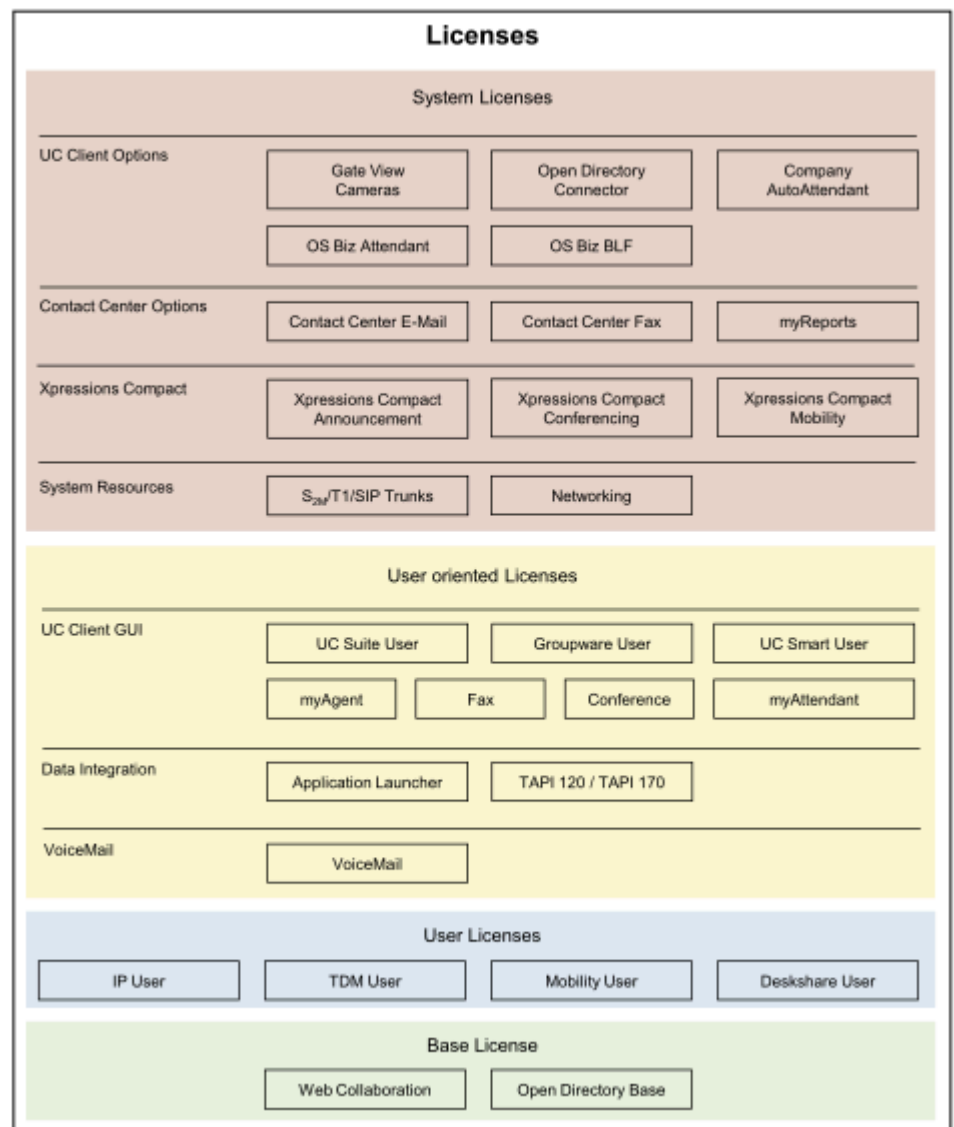 Licenses
System Licenses
UC Client Options
Gate View
Cameras
Open Directory
Connector
Company
AutoAttendant
OS Biz Attendant
OS Biz BLF
Contact Center Options
Contact Center E-Mail
Contact Center Fax
myReports
Xpressions Compact
Xpressions Compact
Announcement
Xpressions Compact
Conferencing
Xpressions Compact
Mobility
System Resources
S2M/T1/SIP Trunks
Networking
User oriented Licenses
UC Client GUI
UC Suite User
Groupware User
UC Smart User
myAgent
Fax
Conference
myAttendant
Data Integration
Application Launcher
TAPI 120 / TAPI 170
VoiceMail
VoiceMail
User Licenses
IP User
TDM User
Mobility User
Deskshare User
Base License
Web Collaboration
Open Directory Base